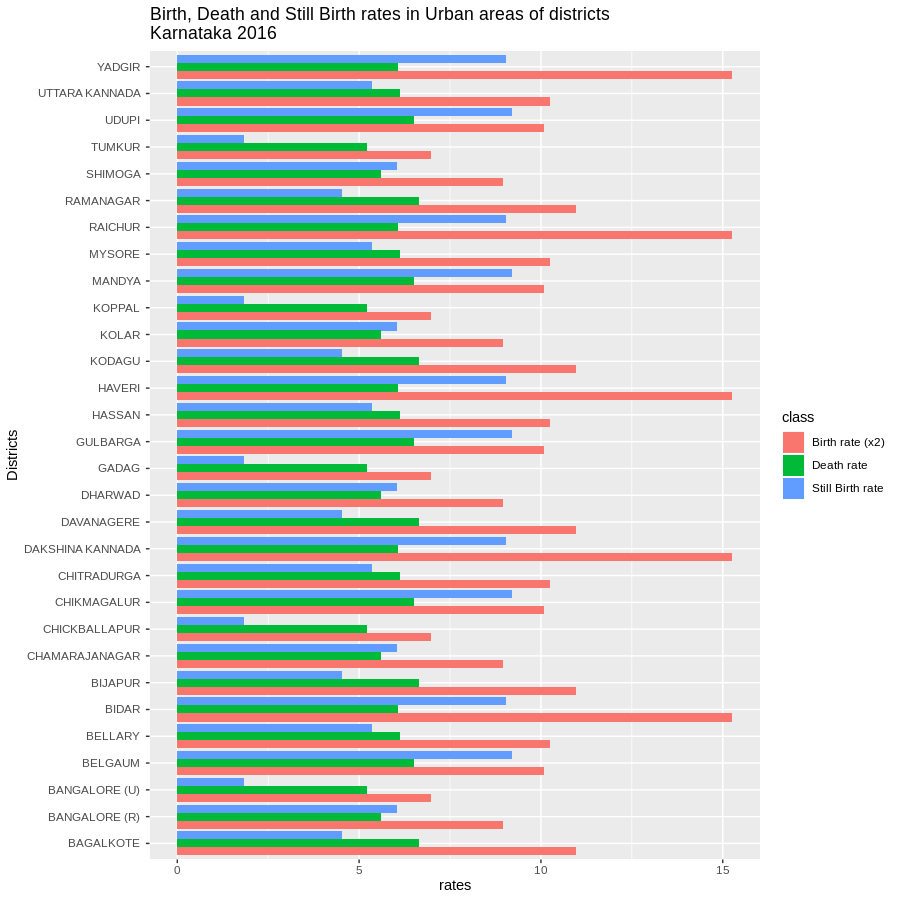 Birth, Death and Still Birth rates in Urban areas of districts
Karnataka 2016
YADGIR
UTTARA KANNADA
UDUPI
TUMKUR
SHIMOGA
RAMANAGAR
RAICHUR
MYSORE
MANDYA
KOPPAL
KOLAR
KODAGU
HAVERI
HASSAN
GULBARGA
GADAG
DHARWAD
DAVANAGERE
DAKSHINA KANNADA
CHITRADURGA
CHIKMAGALUR
CHICKBALLAPUR
CHAMARAJANAGAR
BIJAPUR
BIDAR
BELLARY
BELGAUM
BANGALORE (U)
BANGALORE (R)
BAGALKOTE
Districts
0 5 10 15
rates
class
Birth rate (x2)
Death rate
Still Birth rate